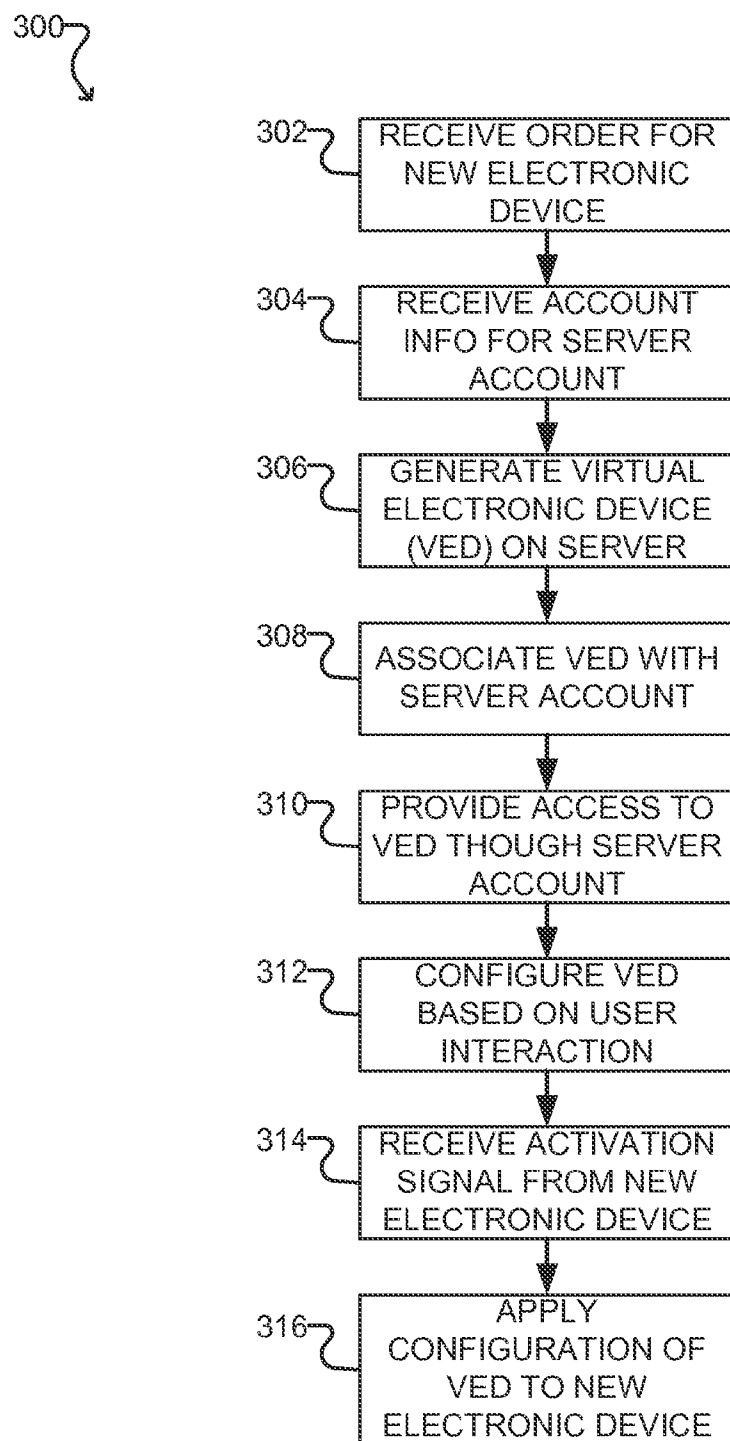 300
302
RECEIVE ORDER FOR
NEW ELECTRONIC
DEVICE
304
RECEIVE ACCOUNT
INFO FOR SERVER
ACCOUNT
306
GENERATE VIRTUAL
ELECTRONIC DEVICE
(VED) ON SERVER
308
ASSOCIATE VED WITH
SERVER ACCOUNT
310
PROVIDE ACCESS TO
VED THOUGH SERVER
ACCOUNT
312
CONFIGURE VED
BASED ON USER
INTERACTION
314
RECEIVE ACTIVATION
SIGNAL FROM NEW
ELECTRONIC DEVICE
316
APPLY
CONFIGURATION OF
VED TO NEW
ELECTRONIC DEVICE